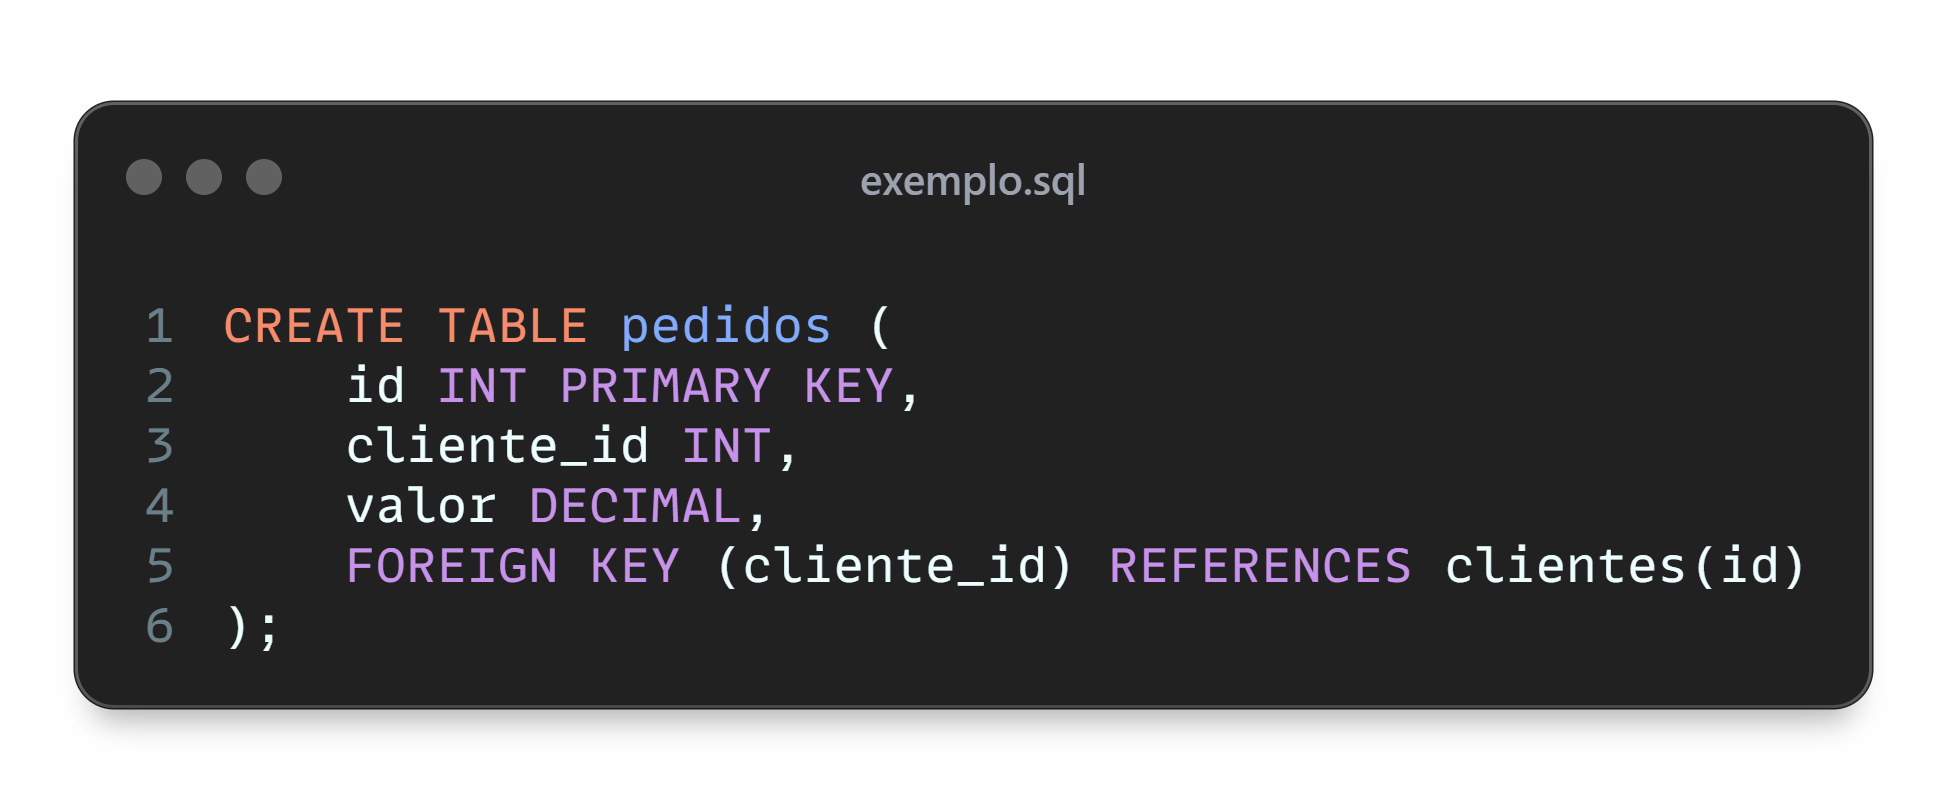 exemplo.sql
1 CREATE TABLE pedidos (
2     id INT PRIMARY KEY,
3     cliente_id INT,
4     valor DECIMAL,
5     FOREIGN KEY (cliente_id) REFERENCES clientes(id)
6 );